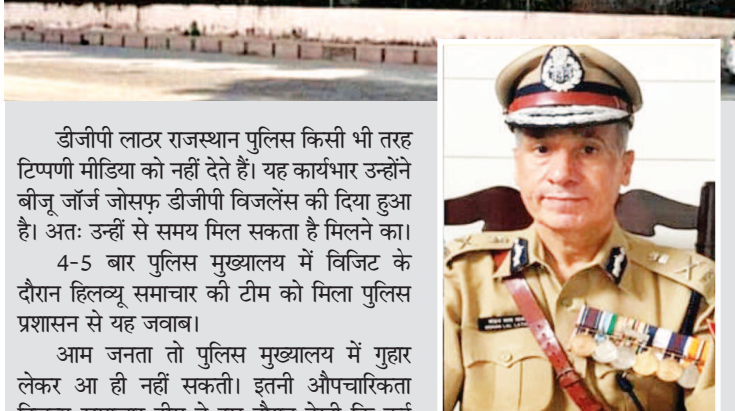 डीजीपी लाठर राजस्थान पुलिस किसी भी तरह
टिप्पणी मीडिया को नहीं देते हैं। यह कार्यभार उन्होंने
बीजू जॉर्ज जोसफ़ डीजीपी विजलेंस की दिया हुआ
है। अतः उन्हीं से समय मिल सकता है मिलने का।
4-5 बार पुलिस मुख्यालय में विजिट के
दौरान हिलव्यू समाचार की टीम को मिला पुलिस
प्रशासन से यह जवाब।
आम जनता तो पुलिस मुख्यालय में गुहार
लेकर आ ही नहीं सकती। इतनी औपचारिकता